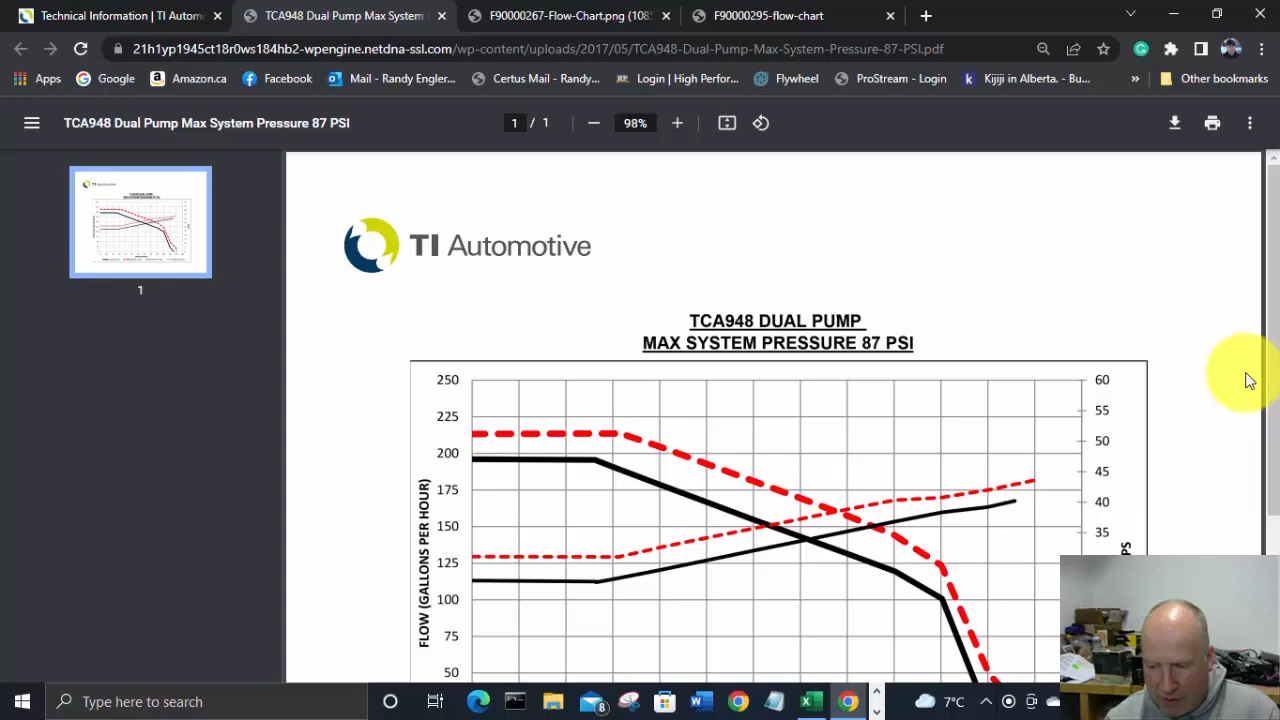 Technical Information | TI Autom
TCA948 Dual Pump Max System
F90000267-Flow-Chart.png (1085
F90000295-flow-chart
21h1yp1945ct18r0ws184hb2-wpengine.netdna-ssl.com/wp-content/uploads/2017/05/TCA948-Dual-Pump-Max-System-Pressure-87-PSI.pdf
Apps
Google
Amazon.ca
Facebook
Mail - Randy Engler...
Certus Mail - Randy...
Login | High Perfor...
Flywheel
ProStream - Login
Kijiji in Alberta. - Bu...
»
Other bookmarks
TCA948 Dual Pump Max System Pressure 87 PSI
1 / 1
98%
1
TI Automotive
TCA948 DUAL PUMP
MAX SYSTEM PRESSURE 87 PSI
250
225
200
175
150
125
100
75
50
FLOW (GALLONS PER HOUR)
60
55
50
45
40
35
PS
Type here to search
8
7°C